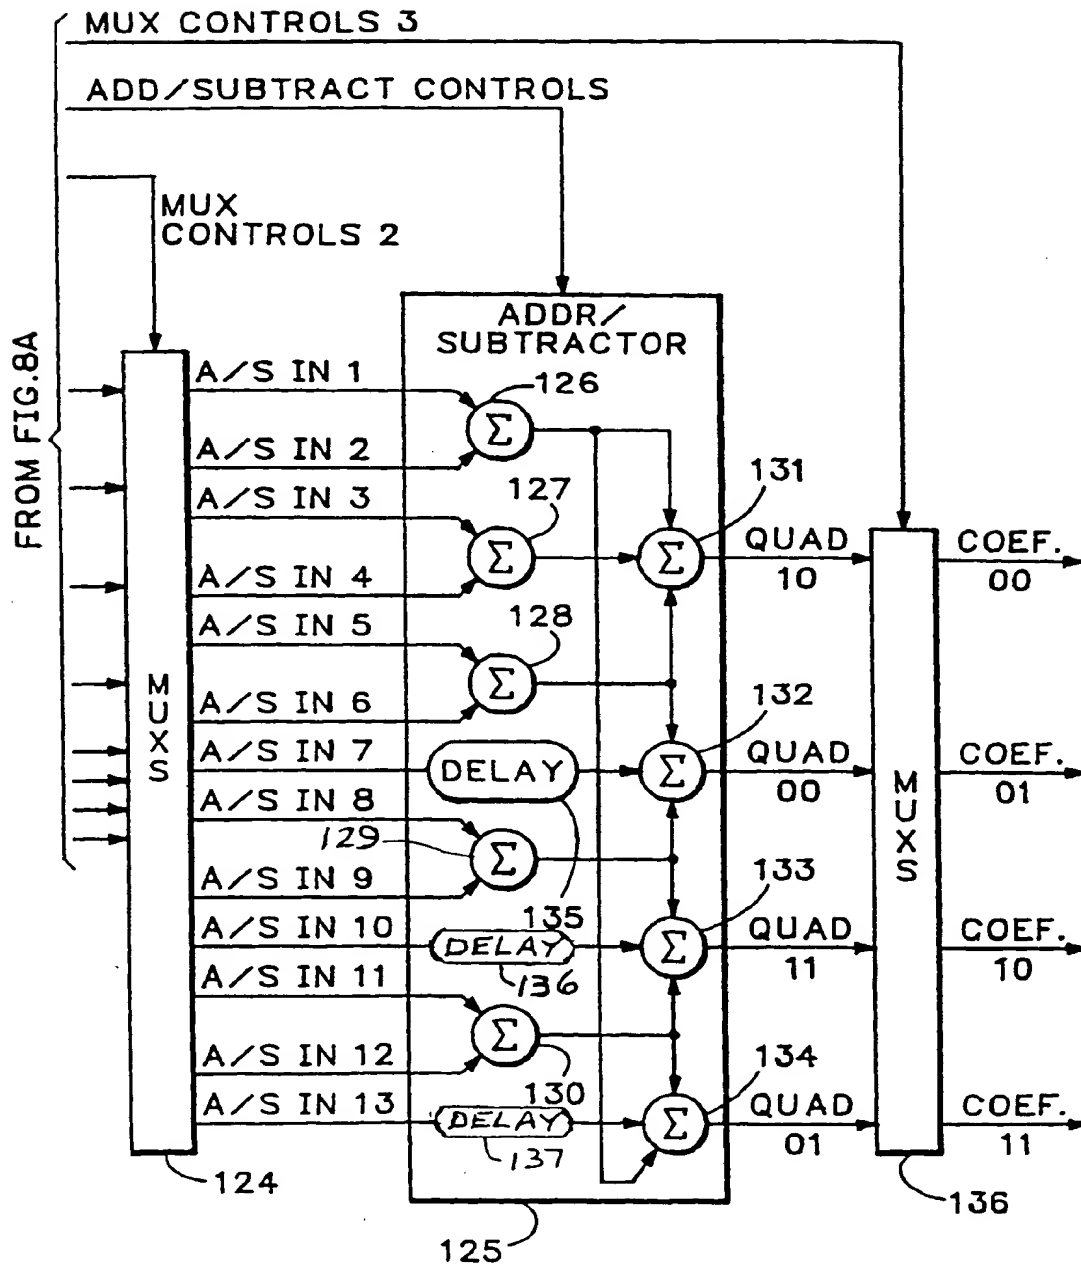 MUX CONTROLS 3
ADD/SUBTRACT CONTROLS
MUX
CONTROLS 2
FROM FIG.8A
ADDR/
SUBTRACTOR
A/S IN 1
126
Σ
A/S IN 2
A/S IN 3
127
131
Σ
Σ
QUAD
10
COEF.
00
A/S IN 4
A/S IN 5
128
Σ
A/S IN 6
132
MUXS
A/S IN 7
DELAY
Σ
QUAD
00
MUXS
COEF.
01
A/S IN 8
129
Σ
A/S IN 9
135
133
A/S IN 10
DELAY
136
Σ
QUAD
11
COEF.
10
A/S IN 11
Σ
A/S IN 12
130
134
A/S IN 13
DELAY
137
Σ
QUAD
01
COEF.
11
124
136
125